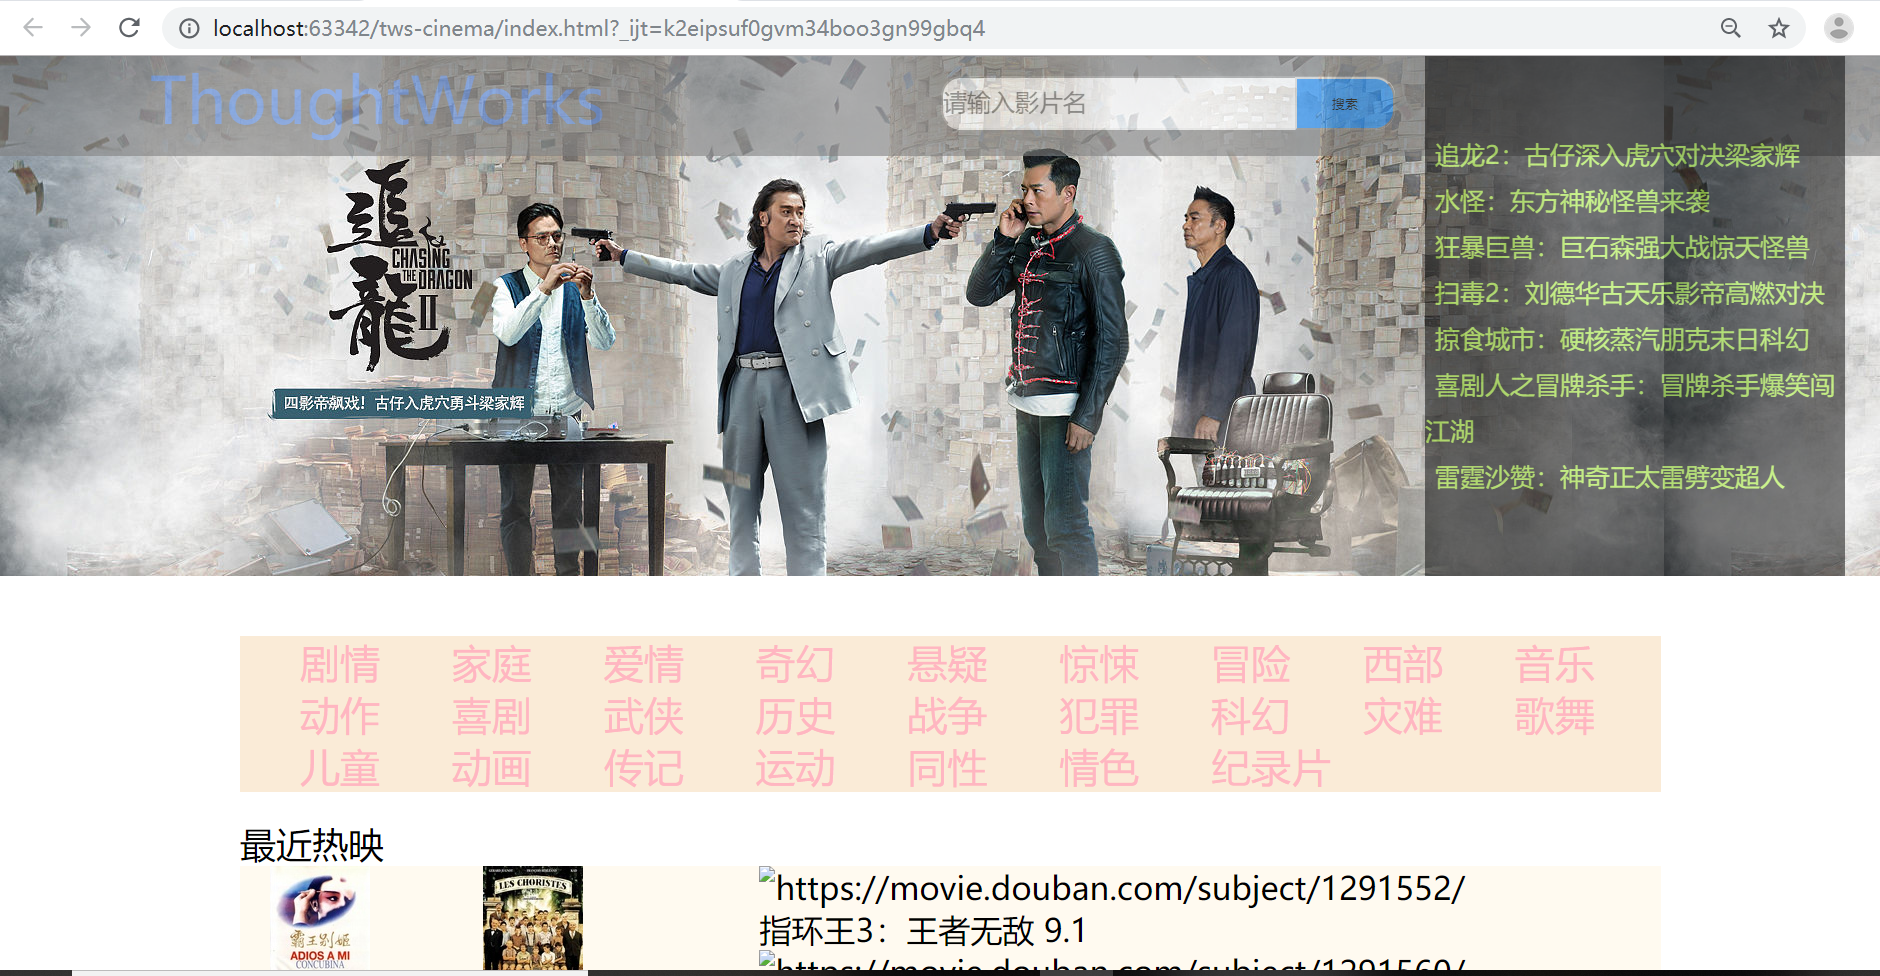 localhost:63342/tws-cinema/index.html?_ijt=k2eipsuf0gvm34boo3gn99gbq4
ThoughtWorks
请输入影片名
搜索
追龙2：古仔深入虎穴对决梁家辉
水怪：东方神秘怪兽来袭
狂暴巨兽：巨石森强大战惊天怪兽
扫毒2：刘德华古天乐影帝高燃对决
掠食城市：硬核蒸汽朋克末日科幻
喜剧人之冒牌杀手：冒牌杀手爆笑闯
江湖
雷霆沙赞：神奇正太雷劈变超人
追龍
CHASING
THE DRAGON
II
四影帝飙戏！古仔入虎穴勇斗梁家辉
剧情 家庭 爱情 奇幻 悬疑 惊悚 冒险 西部 音乐
动作 喜剧 武侠 历史 战争 犯罪 科幻 灾难 歌舞
儿童 动画 传记 运动 同性 情色 纪录片
最近热映
霸王别姬
ADIOS A MI
CONCUBINA
LES CHORISTES
https://movie.douban.com/subject/1291552/
指环王3：王者无敌 9.1
https://movie.douban.com/subject/1291560/